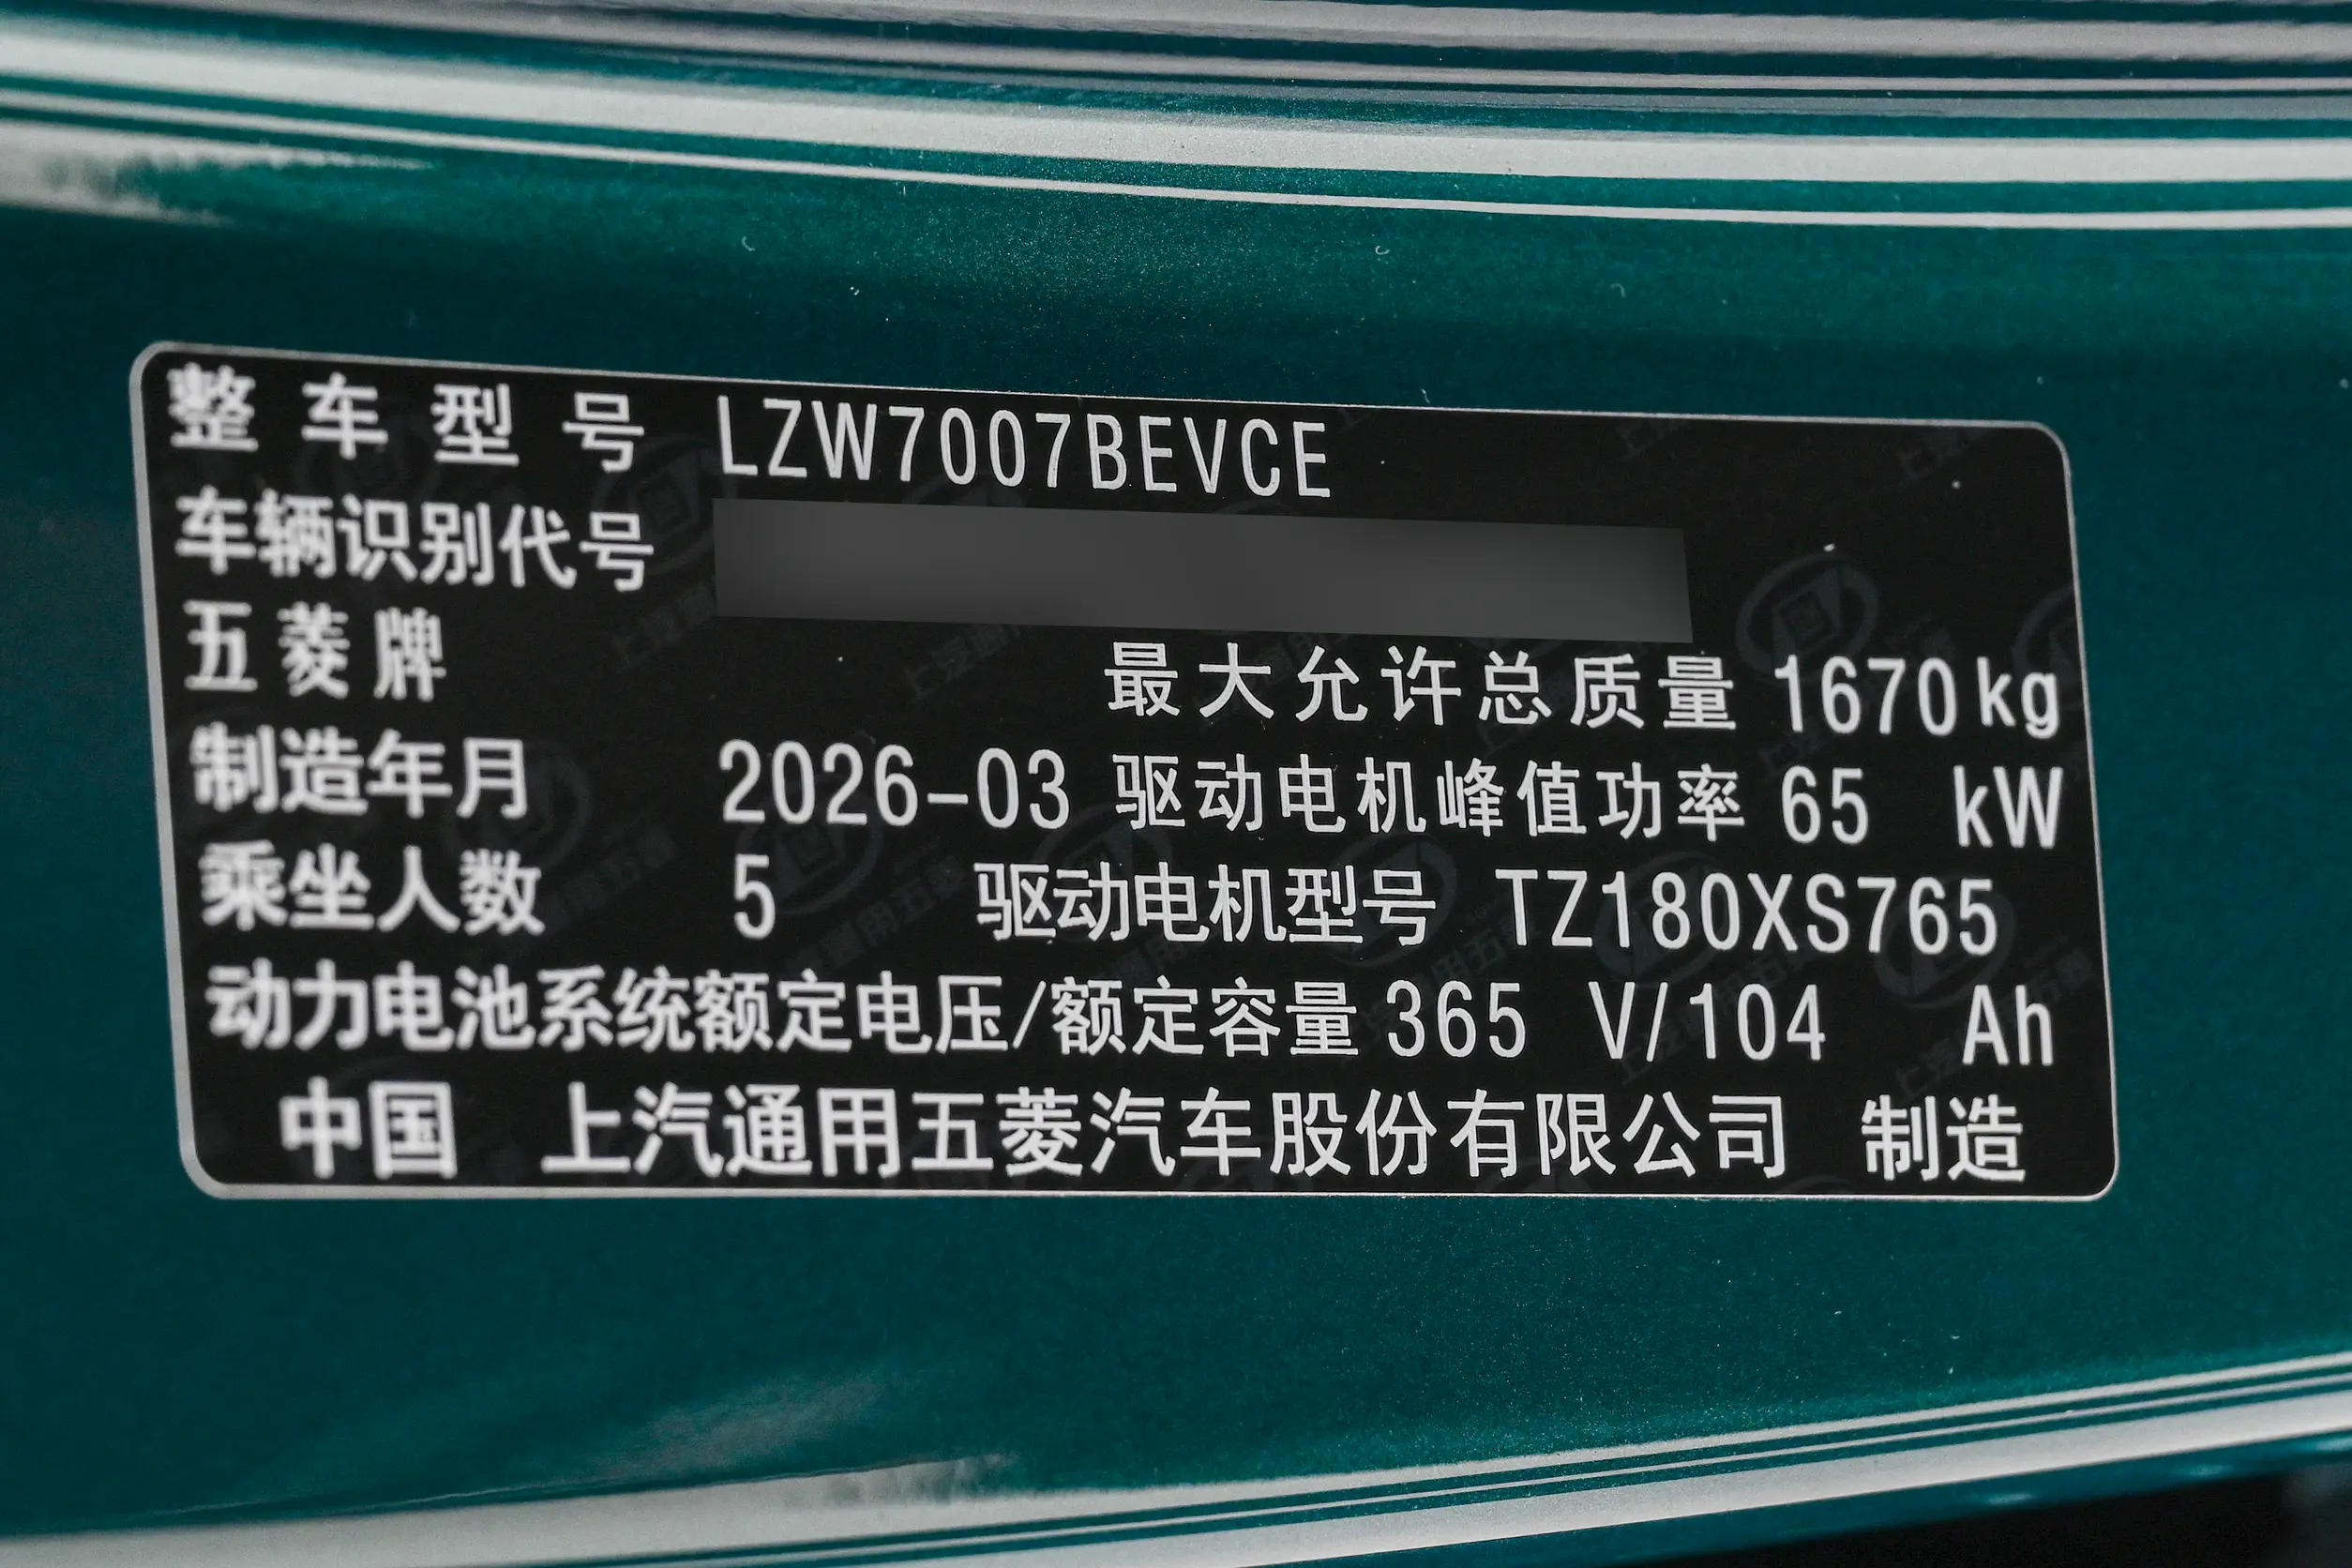 整车型号 LZW7007BEVCE
车辆识别代号
五菱牌 最大允许总质量 1670kg
制造年月 2026-03 驱动电机峰值功率 65 kW
乘坐人数 5 驱动电机型号 TZ180XS765
动力电池系统额定电压/额定容量 365 V/104 Ah
中国 上汽通用五菱汽车股份有限公司 制造